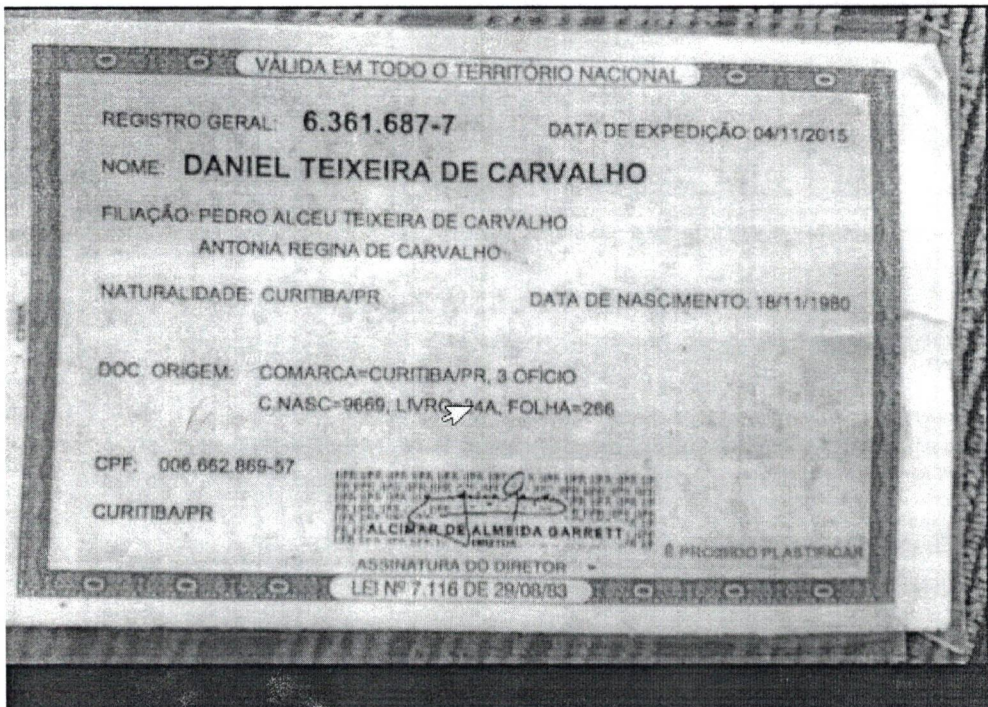 VÁLIDA EM TODO O TERRITÓRIO NACIONAL
REGISTRO GERAL: 6.361.687-7 DATA DE EXPEDIÇÃO: 04/11/2015
NOME: DANIEL TEIXEIRA DE CARVALHO
FILIAÇÃO: PEDRO ALCEU TEIXEIRA DE CARVALHO
ANTONIA REGINA DE CARVALHO
NATURALIDADE: CURITIBA/PR DATA DE NASCIMENTO: 18/11/1980
DOC. ORIGEM: COMARCA=CURITIBA/PR, 3 OFÍCIO
C.NASC=9669, FOLHA=266
CPF: 006.662.869-57
CURITIBA/PR
ALCIMAR DE ALMEIDA GARRETT
DIRETOR
É PROIBIDO PLASTIFICAR
ASSINATURA DO DIRETOR
LEI Nº 7.116 DE 29/08/83